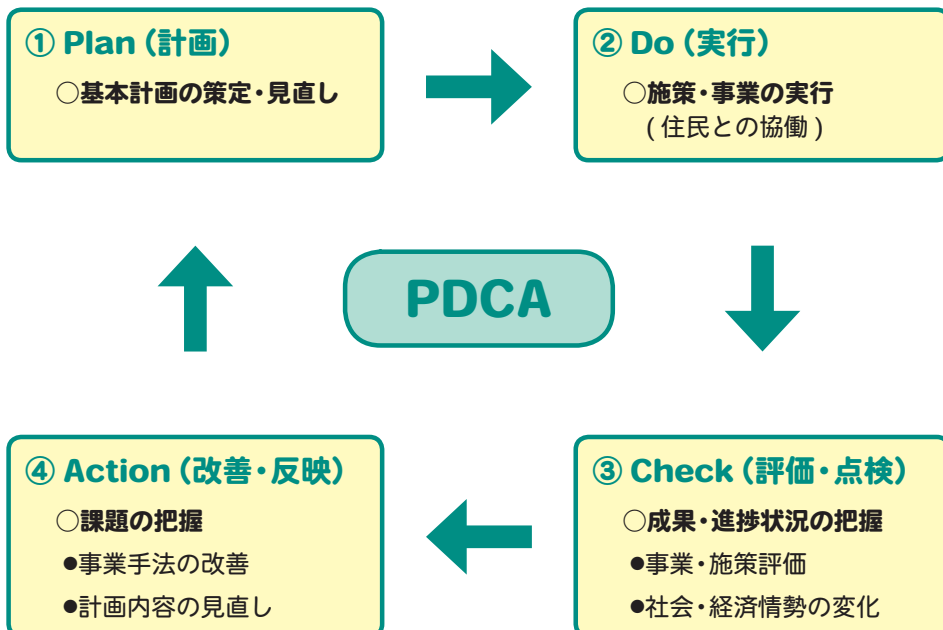 ① Plan（計画）
○基本計画の策定・見直し
② Do（実行）
○施策・事業の実行
(住民との協働)
PDCA
④ Action（改善・反映）
○課題の把握
●事業手法の改善
●計画内容の見直し
③ Check（評価・点検）
○成果・進捗状況の把握
●事業・施策評価
●社会・経済情勢の変化